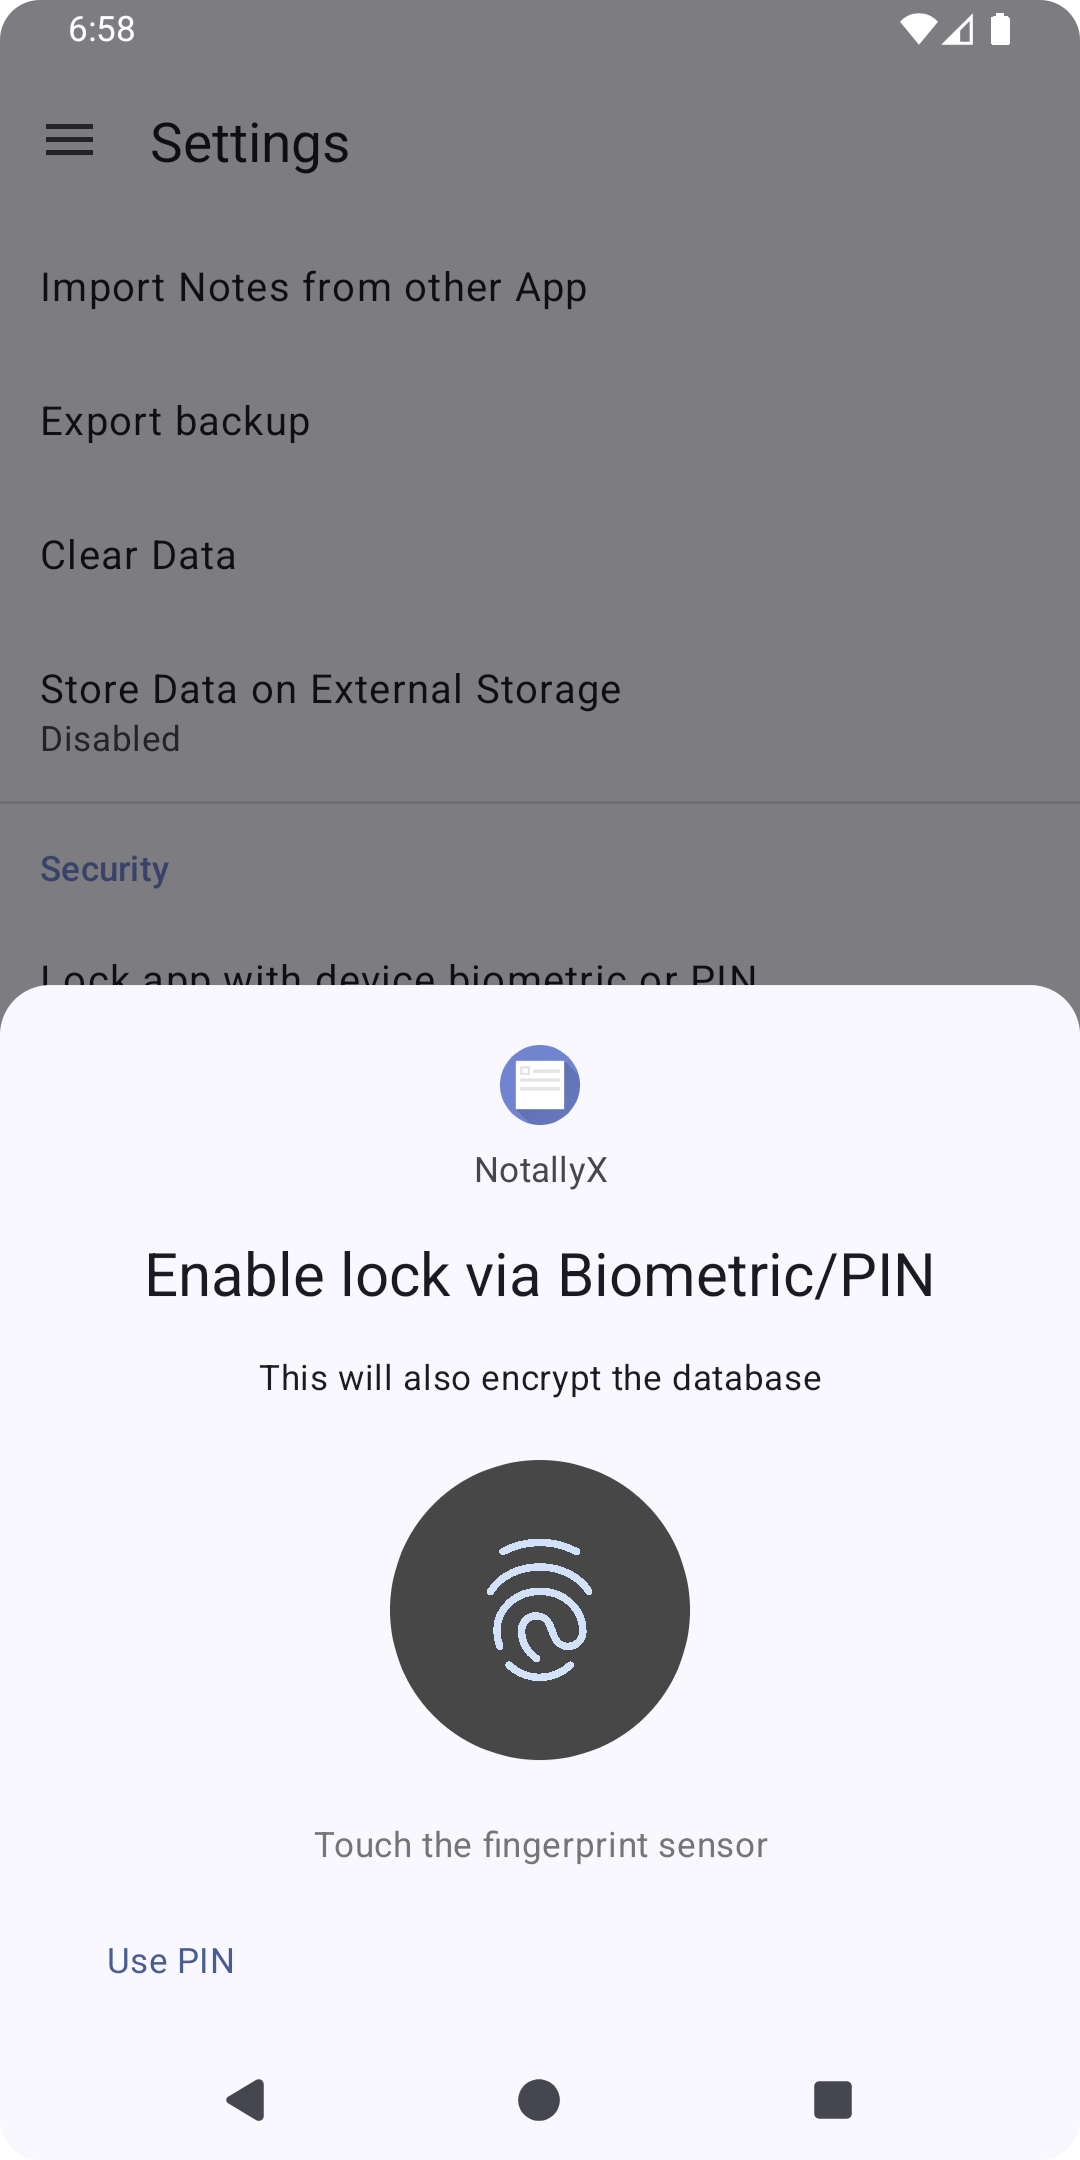 6:58
Settings
Import Notes from other App
Export backup
Clear Data
Store Data on External Storage
Disabled
Security
Lock app with device biometric or PIN
NotallyX
Enable lock via Biometric/PIN
This will also encrypt the database
Touch the fingerprint sensor
Use PIN